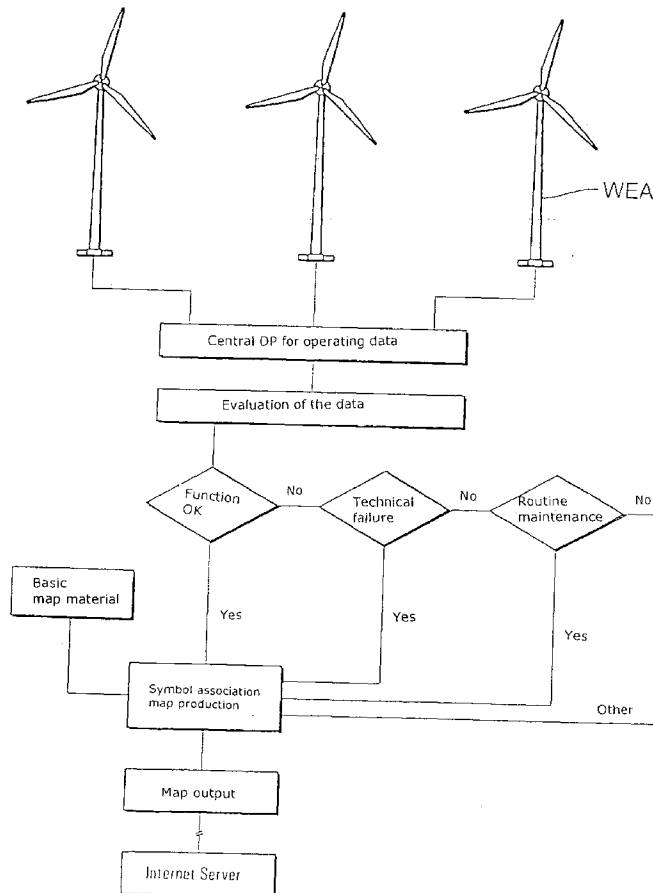 WEA
Central DP for operating data
Evaluation of the data
Function
OK
No
Technical
failure
No
Routine
maintenance
No
Basic
map material
Yes
Yes
Yes
Symbol association
map production
Other
Map output
Internet Server